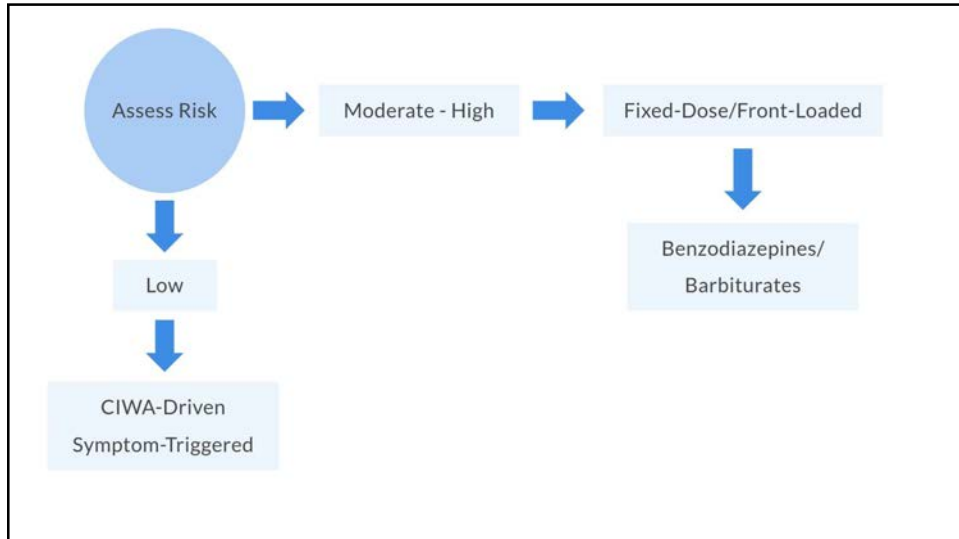 Assess Risk
Moderate - High
Fixed-Dose/Front-Loaded
Benzodiazepines/
Barbiturates
Low
CIWA-Driven
Symptom-Triggered